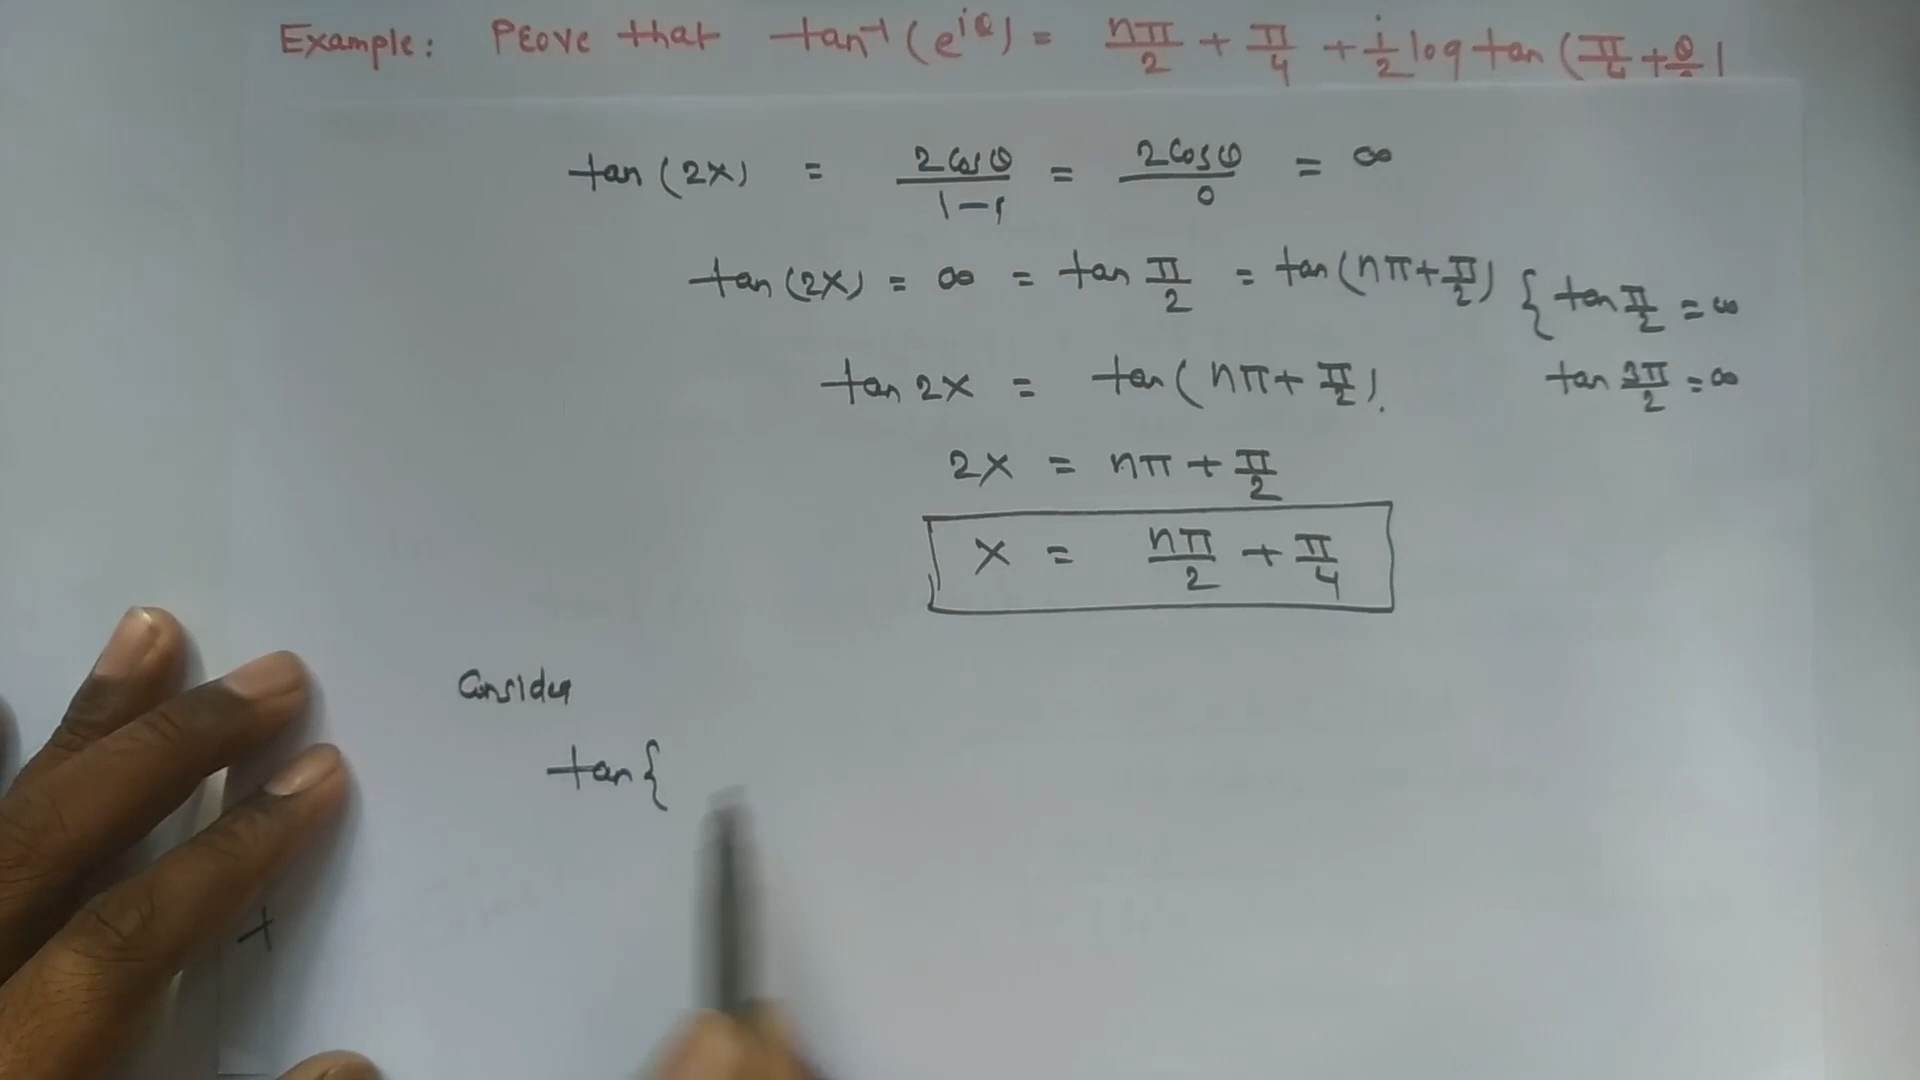 Example: Prove that tan⁻¹(e^{iθ}) = nπ/2 + π/4 + i/2 log tan (π/4 + θ/
tan (2x) = 2cosθ/1-1 = 2cosθ/0 = ∞
tan (2x) = ∞ = tan π/2 = tan (nπ + π/2) { tan π/2 = ∞
tan 2x = tan (nπ + π/2). tan 3π/2 = ∞
2x = nπ + π/2
x = nπ/2 + π/4
Consider
tan {
+